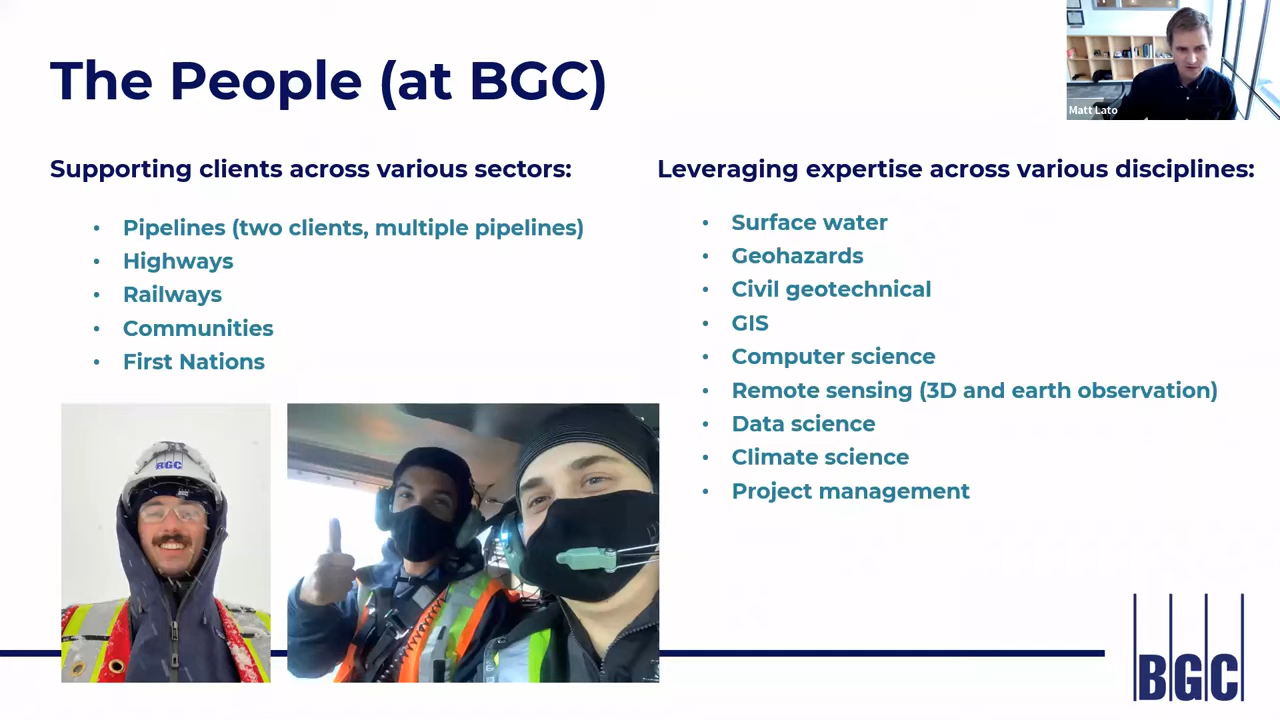 The People (at BGC)
Matt Lato
Supporting clients across various sectors:
• Pipelines (two clients, multiple pipelines)
• Highways
• Railways
• Communities
• First Nations
Leveraging expertise across various disciplines:
• Surface water
• Geohazards
• Civil geotechnical
• GIS
• Computer science
• Remote sensing (3D and earth observation)
• Data science
• Climate science
• Project management
BGC
BGC